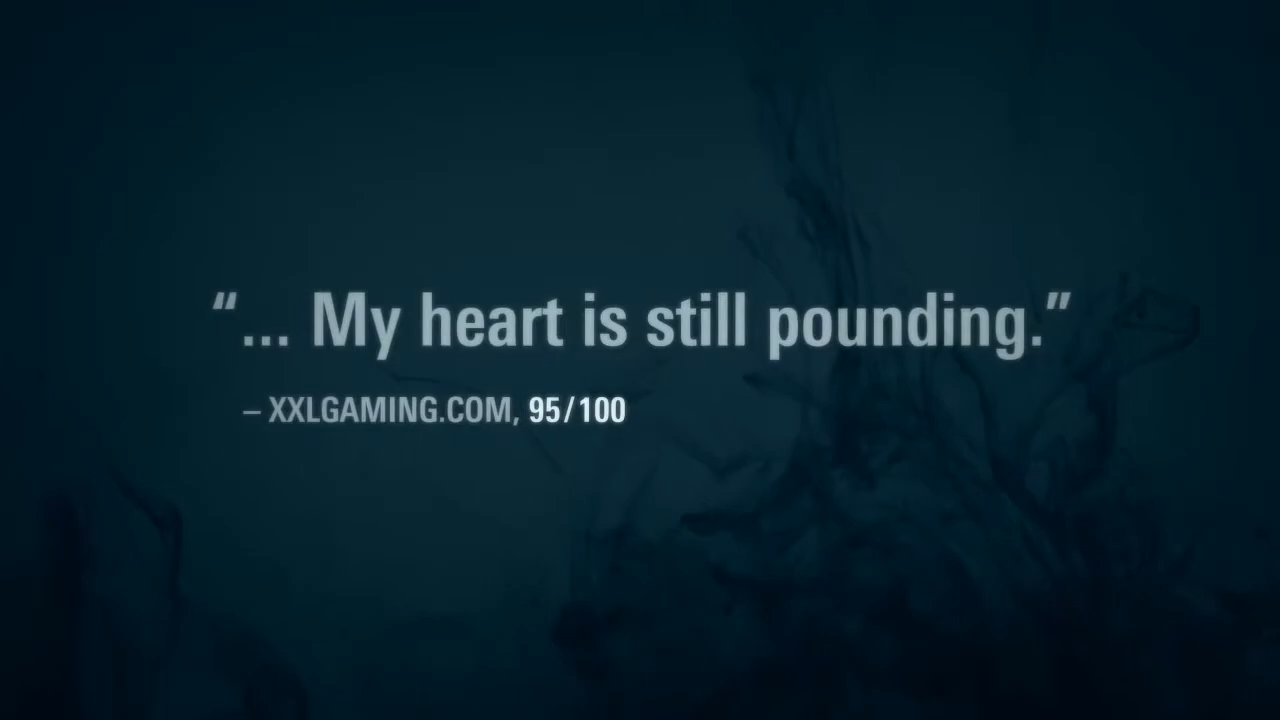 “... My heart is still pounding.”
– XXLGAMING.COM, 95/100